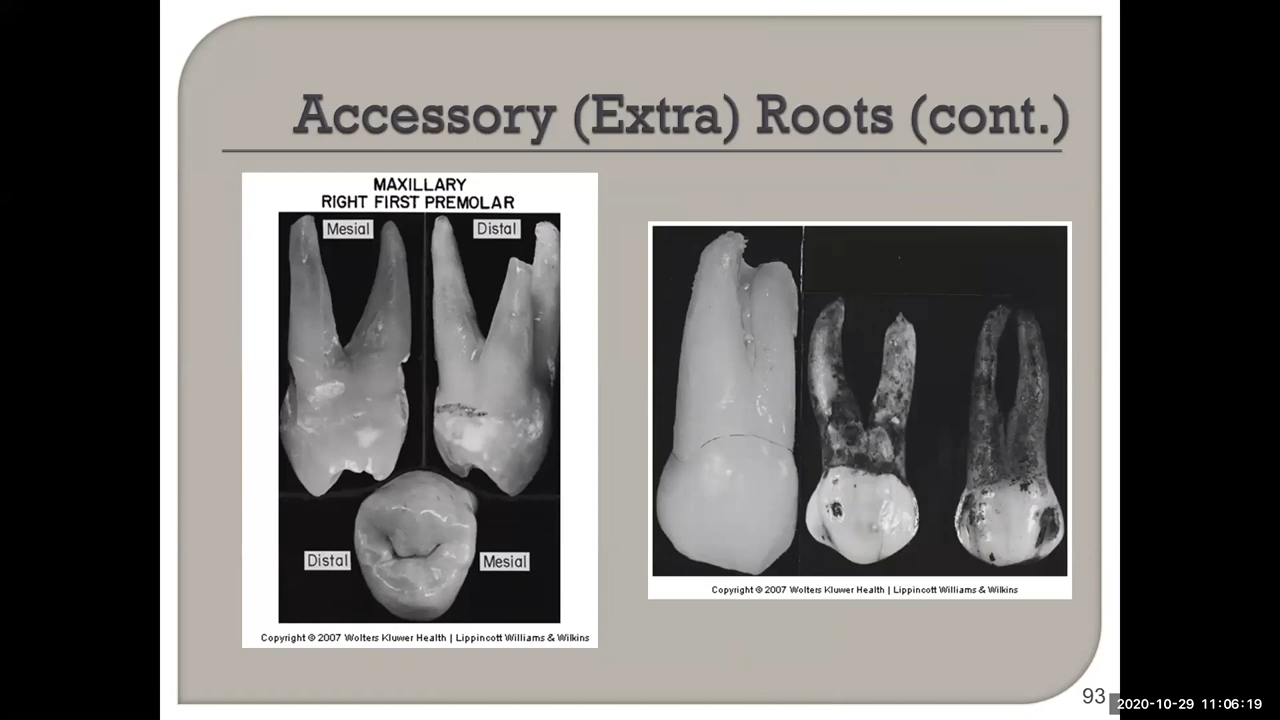 Accessory (Extra) Roots (cont.)
MAXILLARY
RIGHT FIRST PREMOLAR
Mesial
Distal
Distal
Mesial
Copyright © 2007 Wolters Kluwer Health | Lippincott Williams & Wilkins
Copyright © 2007 Wolters Kluwer Health | Lippincott Williams & Wilkins
93
2020-10-29 11:06:19